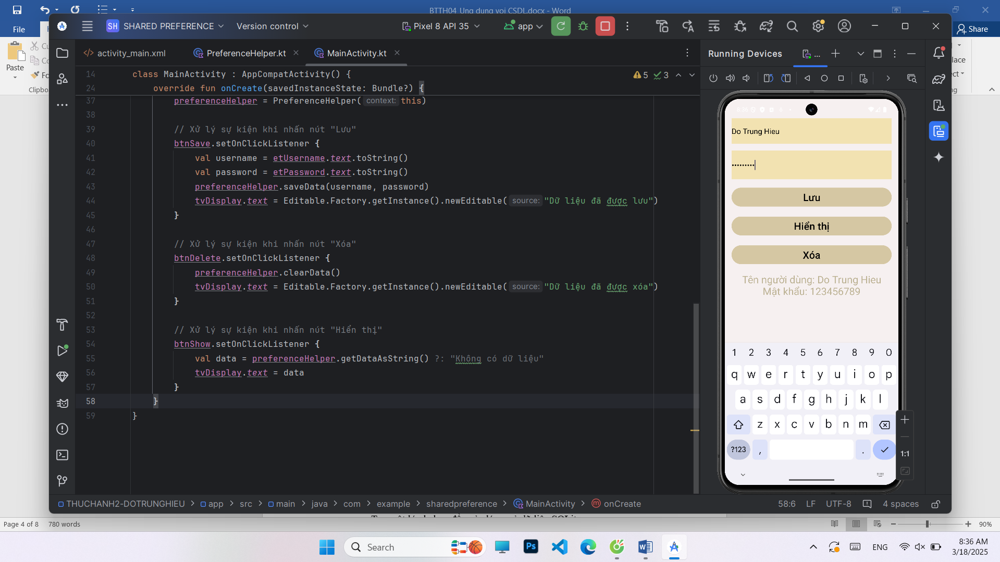 BTTH04_Ung dung voi CSDL.docx - Word
File
Share
Paste
Page 4 of 8
780 words
90%
SH SHARED PREFERENCE
Version control
Pixel 8 API 35
app
activity_main.xml
PreferenceHelper.kt
MainActivity.kt
Running Devices
5 3
14 class MainActivity : AppCompatActivity() {
24 override fun onCreate(savedInstanceState: Bundle?) {
37 preferenceHelper = PreferenceHelper( context: this)
38
39 // Xử lý sự kiện khi nhấn nút "Lưu"
40 btnSave.setOnClickListener {
41 val username = etUsername.text.toString()
42 val password = etPassword.text.toString()
43 preferenceHelper.saveData(username, password)
44 tvDisplay.text = Editable.Factory.getInstance().newEditable( source: "Dữ liệu đã được lưu")
45 }
46
47 // Xử lý sự kiện khi nhấn nút "Xóa"
48 btnDelete.setOnClickListener {
49 preferenceHelper.clearData()
50 tvDisplay.text = Editable.Factory.getInstance().newEditable( source: "Dữ liệu đã được xóa")
51 }
52
53 // Xử lý sự kiện khi nhấn nút "Hiển thị"
54 btnShow.setOnClickListener {
55 val data = preferenceHelper.getDataAsString() ?: "Không có dữ liệu"
56 tvDisplay.text = data
57 }
58 }
59 }
8:36
Do Trung Hieu
•••••••••
Lưu
Hiển thị
Xóa
Tên người dùng: Do Trung Hieu
Mật khẩu: 123456789
1 2 3 4 5 6 7 8 9 0
q w e r t y u i o p
a s d f g h j k l
z x c v b n m
?123 , .
1:1
THUCHANH2-DOTRUNGHIEU > app > src > main > java > com > example > sharedpreference > MainActivity > onCreate
58:6 LF UTF-8 4 spaces
Search
Ps
ENG
8:36 AM
3/18/2025